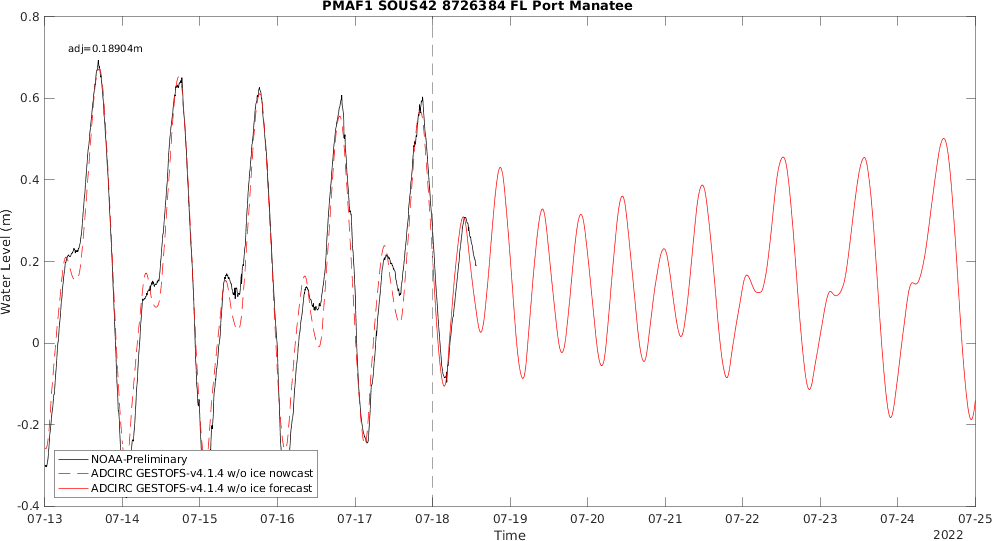 PMAF1 SOUS42 8726384 FL Port Manatee
0.8
adj=0.18904m
0.6
0.4
0.2
0
-0.2
-0.4
Water Level (m)
NOAA-Preliminary
ADCIRC GESTOFS-v4.1.4 w/o ice nowcast
ADCIRC GESTOFS-v4.1.4 w/o ice forecast
07-13 07-14 07-15 07-16 07-17 07-18 07-19 07-20 07-21 07-22 07-23 07-24 07-25
Time
2022